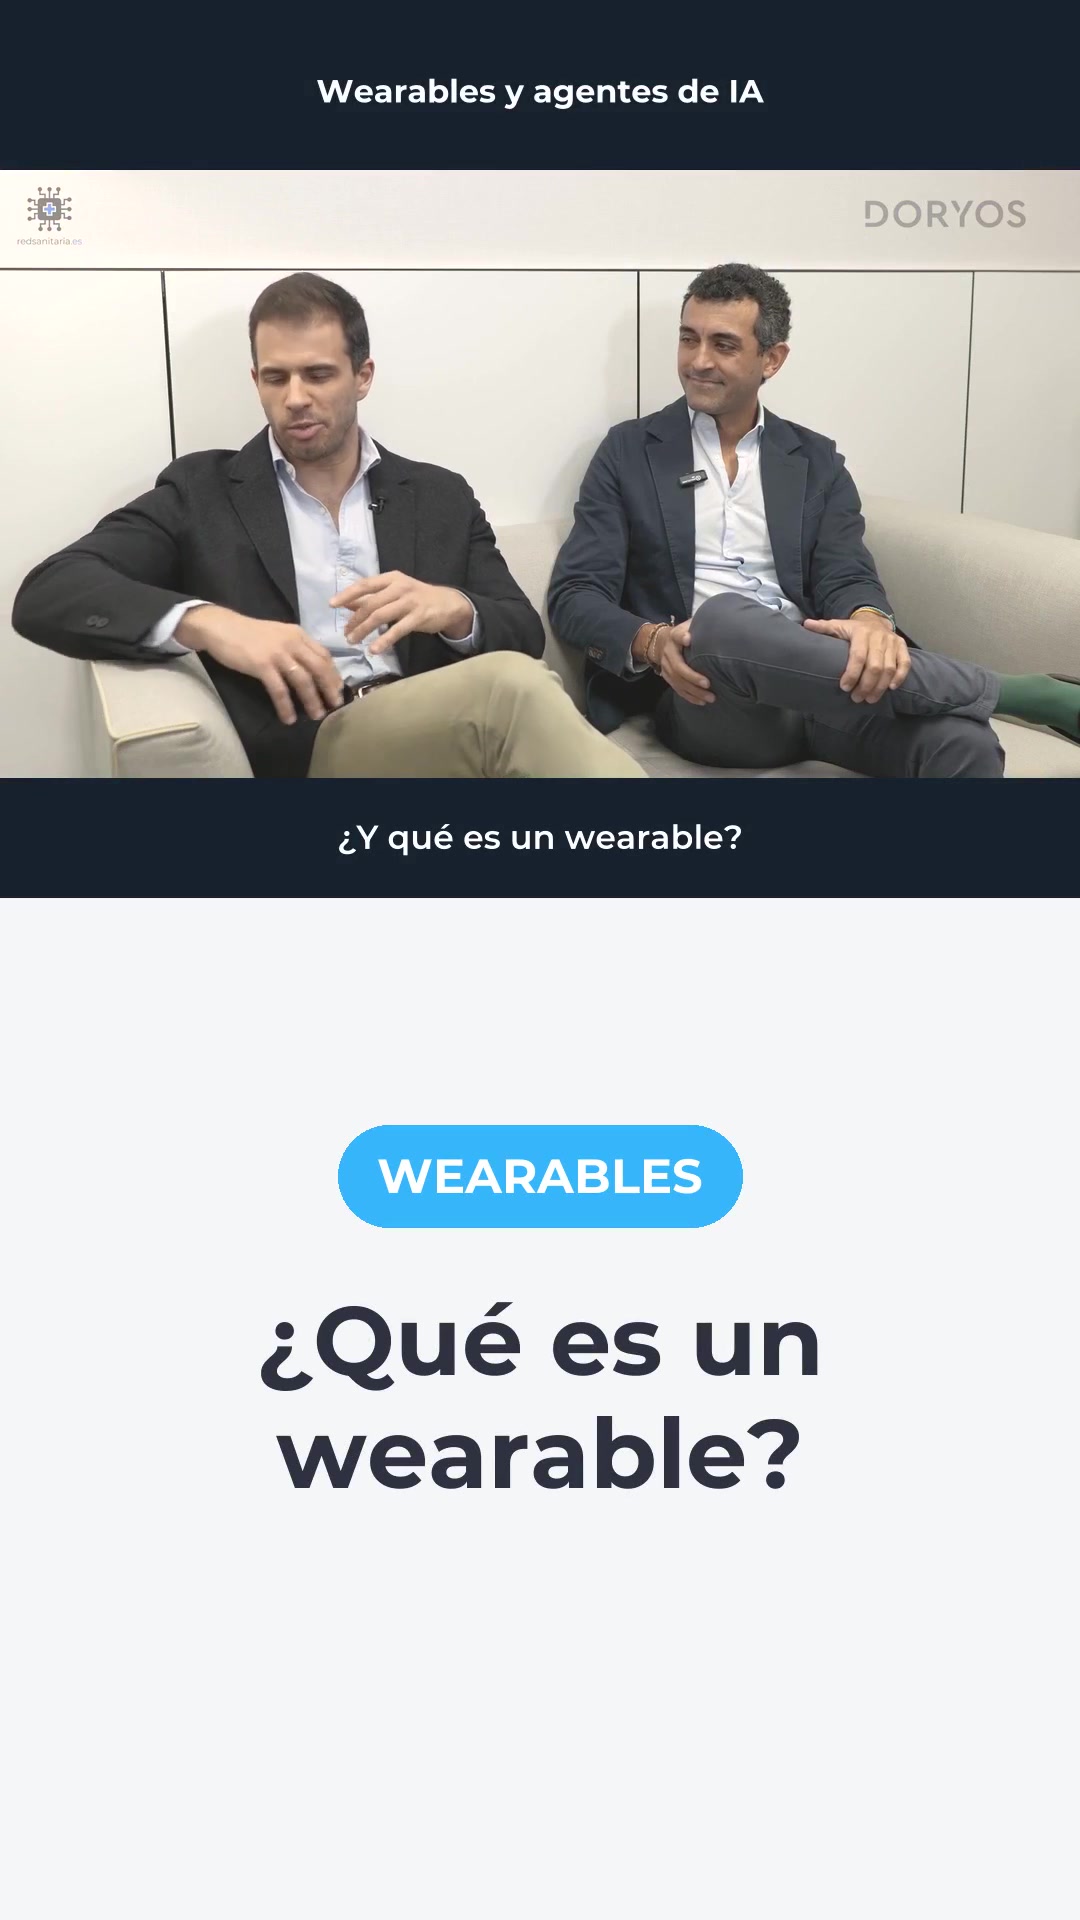 Wearables y agentes de IA
redsanitaria.es
DORYOS
¿Y qué es un wearable?
WEARABLES
¿Qué es un
wearable?